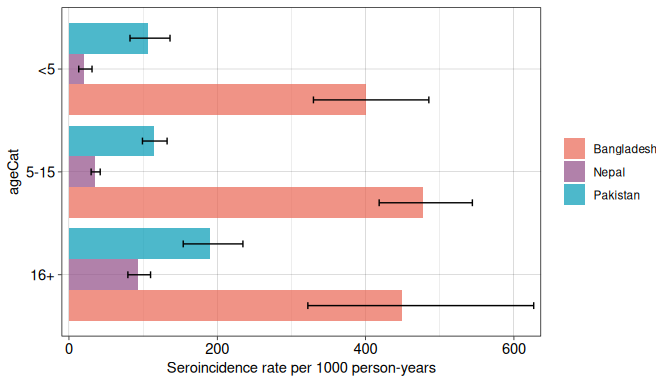 ageCat
<5
5-15
16+
0 200 400 600
Seroincidence rate per 1000 person-years
Bangladesh
Nepal
Pakistan